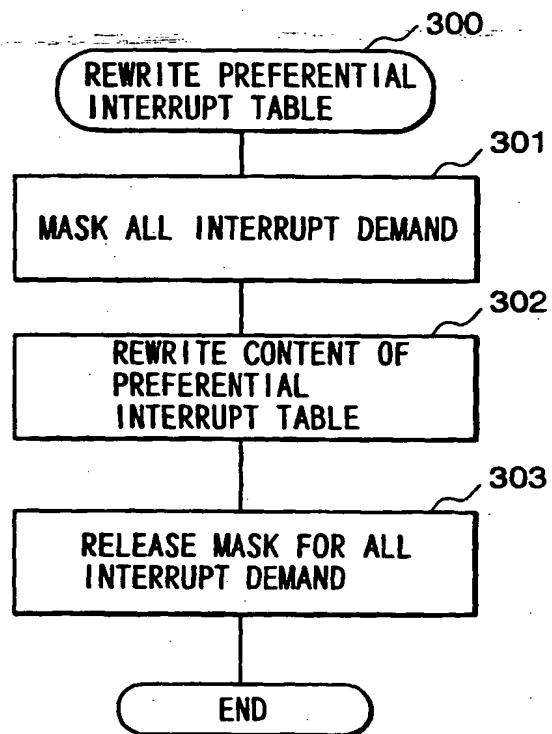 300
REWRITE PREFERENTIAL
INTERRUPT TABLE
301
MASK ALL INTERRUPT DEMAND
302
REWRITE CONTENT OF
PREFERENTIAL
INTERRUPT TABLE
303
RELEASE MASK FOR ALL
INTERRUPT DEMAND
END